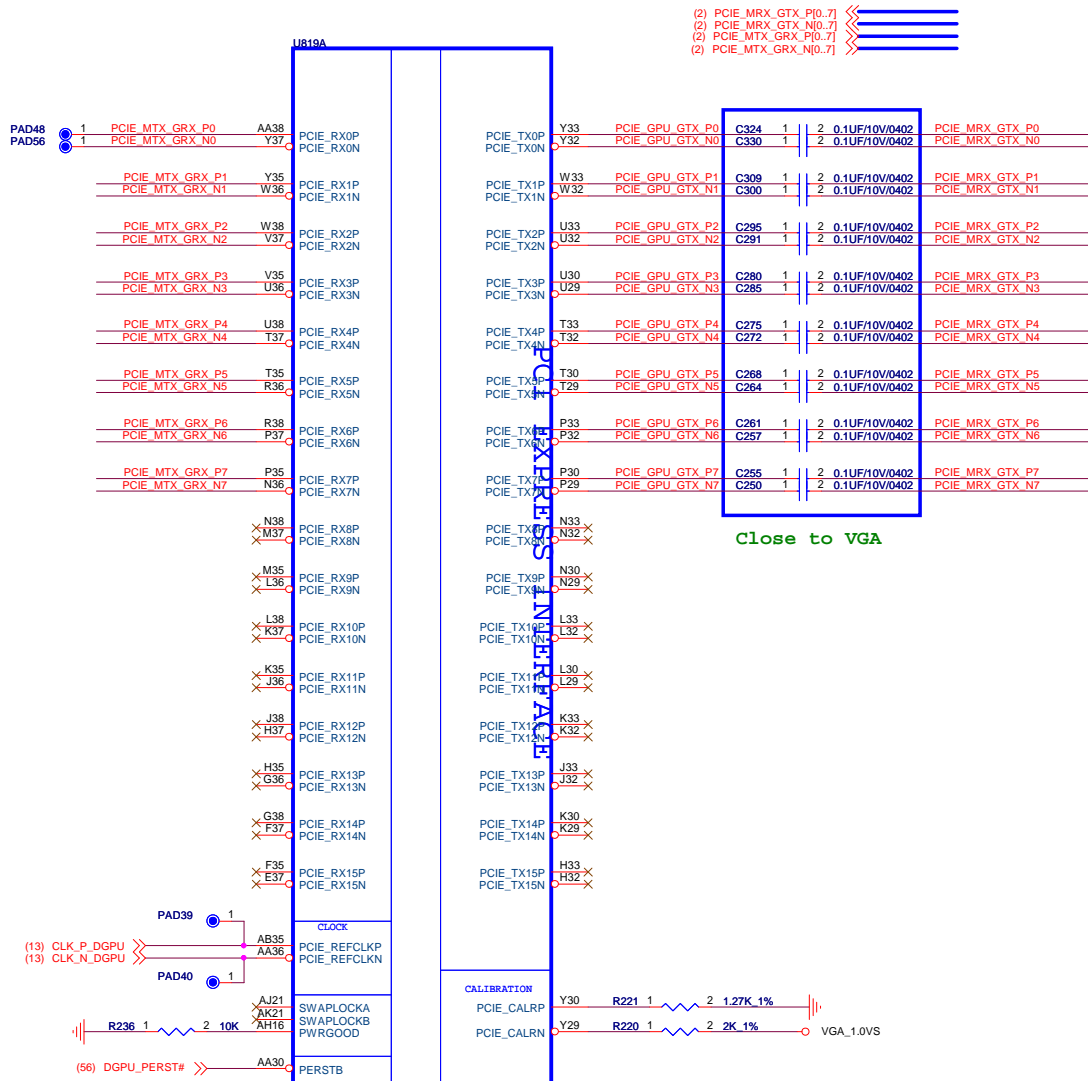 (2) PCIE_MRX_GTX_P[0..7]
(2) PCIE_MRX_GTX_N[0..7]
(2) PCIE_MTX_GRX_P[0..7]
(2) PCIE_MTX_GRX_N[0..7]
U819A
PAD48 1 PCIE_MTX_GRX_P0 AA38 PCIE_RX0P PCIE_TX0P Y33 PCIE_GPU_GTX_P0 C324 1 2 0.1UF/10V/0402 PCIE_MRX_GTX_P0
PAD56 1 PCIE_MTX_GRX_N0 Y37 PCIE_RX0N PCIE_TX0N Y32 PCIE_GPU_GTX_N0 C330 1 2 0.1UF/10V/0402 PCIE_MRX_GTX_N0
PCIE_MTX_GRX_P1 Y35 PCIE_RX1P PCIE_TX1P W33 PCIE_GPU_GTX_P1 C309 1 2 0.1UF/10V/0402 PCIE_MRX_GTX_P1
PCIE_MTX_GRX_N1 W36 PCIE_RX1N PCIE_TX1N W32 PCIE_GPU_GTX_N1 C300 1 2 0.1UF/10V/0402 PCIE_MRX_GTX_N1
PCIE_MTX_GRX_P2 W38 PCIE_RX2P PCIE_TX2P U33 PCIE_GPU_GTX_P2 C295 1 2 0.1UF/10V/0402 PCIE_MRX_GTX_P2
PCIE_MTX_GRX_N2 V37 PCIE_RX2N PCIE_TX2N U32 PCIE_GPU_GTX_N2 C291 1 2 0.1UF/10V/0402 PCIE_MRX_GTX_N2
PCIE_MTX_GRX_P3 V35 PCIE_RX3P PCIE_TX3P U30 PCIE_GPU_GTX_P3 C280 1 2 0.1UF/10V/0402 PCIE_MRX_GTX_P3
PCIE_MTX_GRX_N3 U36 PCIE_RX3N PCIE_TX3N U29 PCIE_GPU_GTX_N3 C285 1 2 0.1UF/10V/0402 PCIE_MRX_GTX_N3
PCIE_MTX_GRX_P4 U38 PCIE_RX4P PCIE_TX4P T33 PCIE_GPU_GTX_P4 C275 1 2 0.1UF/10V/0402 PCIE_MRX_GTX_P4
PCIE_MTX_GRX_N4 T37 PCIE_RX4N PCIE_TX4N T32 PCIE_GPU_GTX_N4 C272 1 2 0.1UF/10V/0402 PCIE_MRX_GTX_N4
PCIE_MTX_GRX_P5 T35 PCIE_RX5P PCIE_TX5P T30 PCIE_GPU_GTX_P5 C268 1 2 0.1UF/10V/0402 PCIE_MRX_GTX_P5
PCIE_MTX_GRX_N5 R36 PCIE_RX5N PCIE_TX5N T29 PCIE_GPU_GTX_N5 C264 1 2 0.1UF/10V/0402 PCIE_MRX_GTX_N5
PCIE_MTX_GRX_P6 R38 PCIE_RX6P PCIE_TX6P P33 PCIE_GPU_GTX_P6 C261 1 2 0.1UF/10V/0402 PCIE_MRX_GTX_P6
PCIE_MTX_GRX_N6 P37 PCIE_RX6N PCIE_TX6N P32 PCIE_GPU_GTX_N6 C257 1 2 0.1UF/10V/0402 PCIE_MRX_GTX_N6
PCIE_MTX_GRX_P7 P35 PCIE_RX7P PCIE_TX7P P30 PCIE_GPU_GTX_P7 C255 1 2 0.1UF/10V/0402 PCIE_MRX_GTX_P7
PCIE_MTX_GRX_N7 N36 PCIE_RX7N PCIE_TX7N P29 PCIE_GPU_GTX_N7 C250 1 2 0.1UF/10V/0402 PCIE_MRX_GTX_N7
PCI EXPRESS INTERFACE
N38 PCIE_RX8P PCIE_TX8P N33
M37 PCIE_RX8N PCIE_TX8N N32
Close to VGA
M35 PCIE_RX9P PCIE_TX9P N30
L36 PCIE_RX9N PCIE_TX9N N29
L38 PCIE_RX10P PCIE_TX10P L33
K37 PCIE_RX10N PCIE_TX10N L32
K35 PCIE_RX11P PCIE_TX11P L30
J36 PCIE_RX11N PCIE_TX11N L29
J38 PCIE_RX12P PCIE_TX12P K33
H37 PCIE_RX12N PCIE_TX12N K32
H35 PCIE_RX13P PCIE_TX13P J33
G36 PCIE_RX13N PCIE_TX13N J32
G38 PCIE_RX14P PCIE_TX14P K30
F37 PCIE_RX14N PCIE_TX14N K29
F35 PCIE_RX15P PCIE_TX15P H33
E37 PCIE_RX15N PCIE_TX15N H32
PAD39 1
CLOCK
(13) CLK_P_DGPU AB35 PCIE_REFCLKP
(13) CLK_N_DGPU AA36 PCIE_REFCLKN
PAD40 1
CALIBRATION
AJ21 SWAPLOCKA PCIE_CALRP Y30 R221 1 2 1.27K_1%
AK21 SWAPLOCKB
R236 1 2 10K AH16 PWRGOOD PCIE_CALRN Y29 R220 1 2 2K_1% VGA_1.0VS
(56) DGPU_PERST# AA30 PERSTB